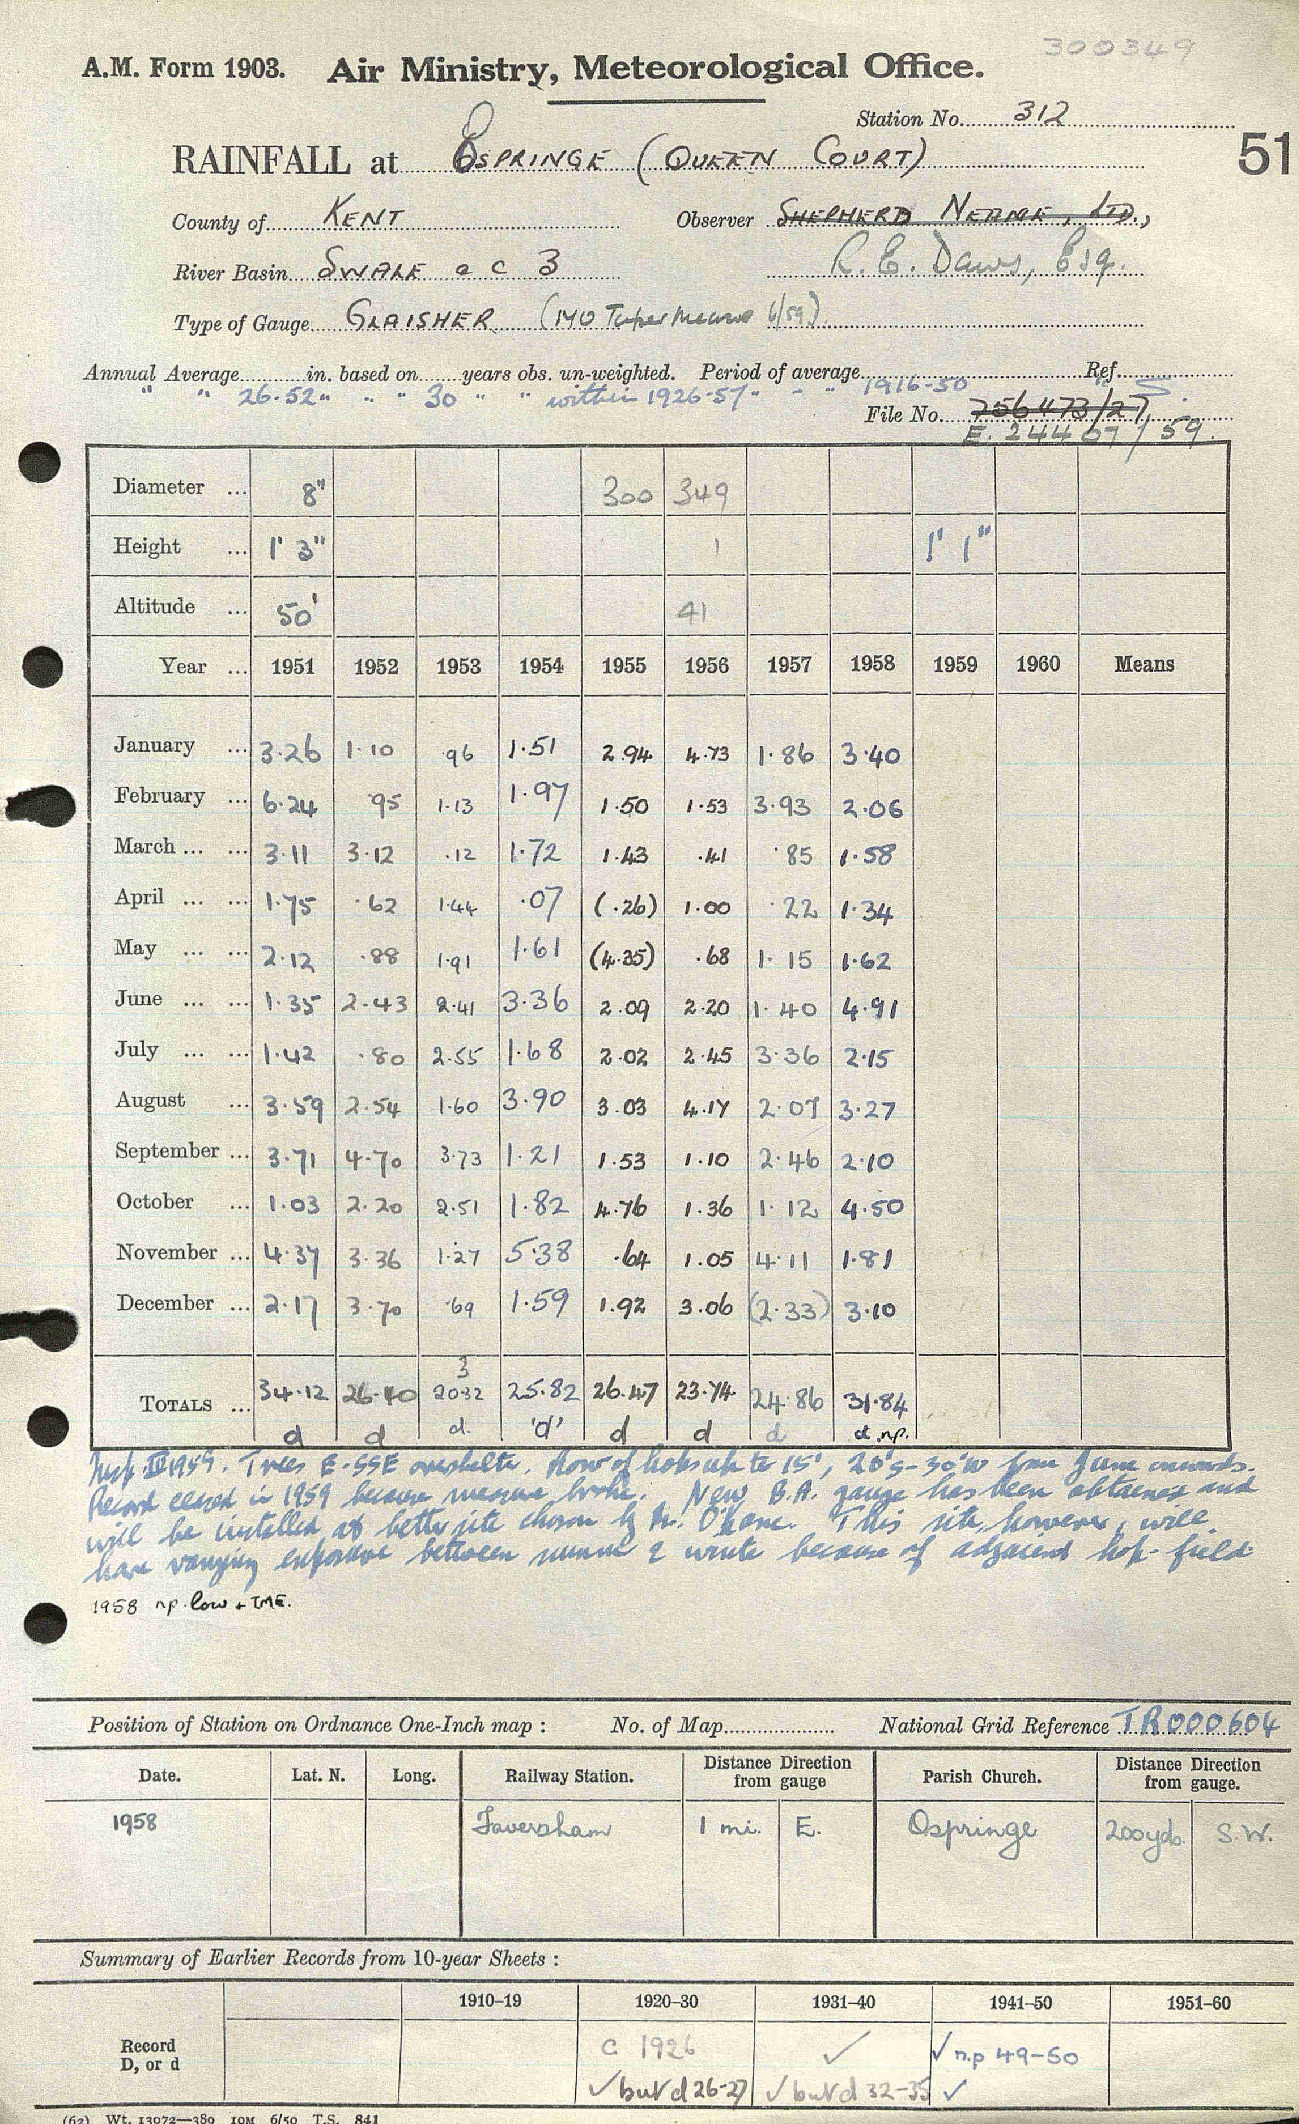 300349
A.M. Form 1903. Air Ministry, Meteorological Office.
Station No. 312
51
RAINFALL at OSPRINGE (QUEEN COURT)
County of KENT Observer SHEPHERD NEAME, LTD.,
River Basin SWALE a c 3 R. E. Daws, Esq.
Type of Gauge GLAISHER (M40 Taper Measure 6/59)
Annual Average in. based on years obs. un-weighted. Period of average Ref.
" " 26.52 " " " 30 " " within 1926-57 " - " 1916-50 " S.
File No. 256473/27
E. 24407/59.
Diameter ... 8" 300 349
Height ... 1' 3" 1 1' 1"
Altitude ... 50' 41
Year ... 1951 1952 1953 1954 1955 1956 1957 1958 1959 1960 Means
January ... 3.26 1.10 .96 1.51 2.94 4.73 1.86 3.40
February ... 6.24 .95 1.13 1.97 1.50 1.53 3.93 2.06
March ... ... 3.11 3.12 .12 1.72 1.43 .41 .85 1.58
April ... ... 1.75 .62 1.44 .07 (.26) 1.00 .22 1.34
May ... ... 2.12 .88 1.91 1.61 (4.35) .68 1.15 1.62
June ... ... 1.35 2.43 2.41 3.36 2.09 2.20 1.40 4.91
July ... ... 1.42 .80 2.55 1.68 2.02 2.45 3.36 2.15
August ... 3.59 2.54 1.60 3.90 3.03 4.17 2.07 3.27
September ... 3.71 4.70 3.73 1.21 1.53 1.10 2.46 2.10
October ... 1.03 2.20 2.51 1.82 4.76 1.36 1.12 4.50
November ... 4.37 3.36 1.27 5.38 .64 1.05 4.11 1.81
December ... 2.17 3.70 .69 1.59 1.92 3.06 (2.33) 3.10
3
TOTALS ... 34.12 26.40 20.32 25.82 26.47 23.74 24.86 31.84
d d d. 'd' d d d d .np.
Insp III 1959. Trees E-SSE overshelter. Row of hops up to 15', 20'S-30'W from June onwards.
Record ceased in 1959 because measure broke. New B.A. gauge has been obtained and
will be installed at better site chosen by Mr. O'Kane. This site, however, will
have varying exposure between summer & winter because of adjacent hop-field
1958 np. low + TME.
Position of Station on Ordnance One-Inch map : No. of Map National Grid Reference TR000604
Date. Lat. N. Long. Railway Station. Distance Direction from gauge Parish Church. Distance Direction from gauge.
1958 Faversham 1 mi. E. Ospringe 200yds. S.W.
Summary of Earlier Records from 10-year Sheets :
1910–19 1920–30 1931–40 1941–50 1951–60
Record c 1926 ✓ ✓ n.p 49-50
D, or d ✓ but d 26-27 ✓ but d 32-35 ✓
(62) Wt. 13072—380 10M 6/50 T.S. 841